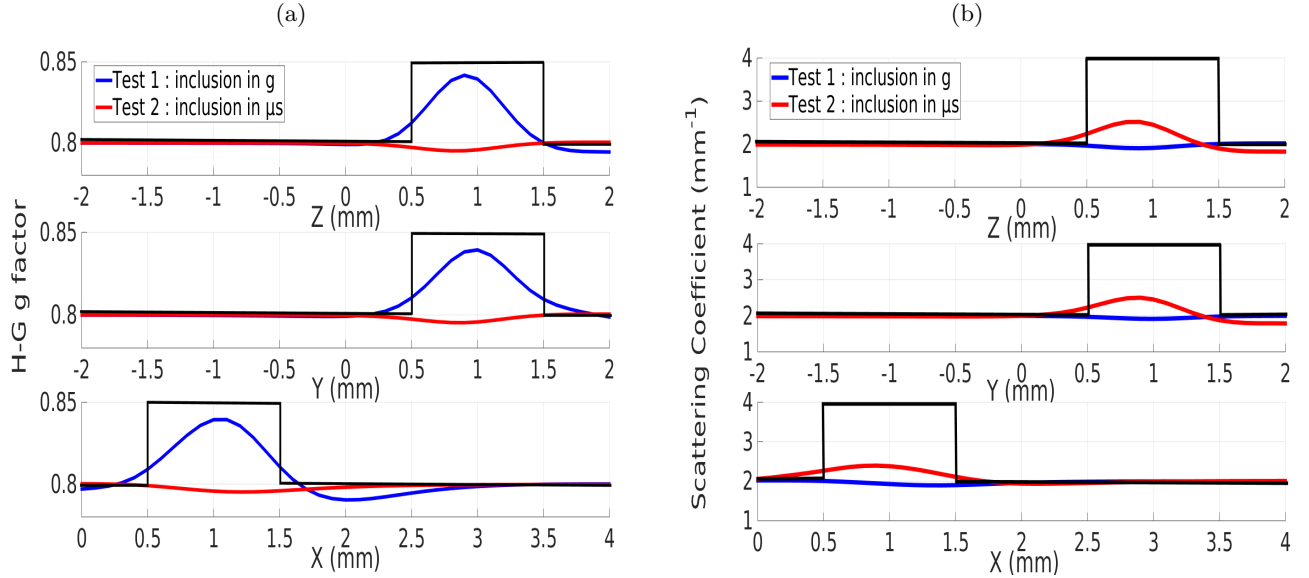 (a)
(b)
H-G g factor
0.85
0.8
Test 1 : inclusion in g
Test 2 : inclusion in µs
-2 -1.5 -1 -0.5 0 0.5 1 1.5 2
Z (mm)
0.85
0.8
-2 -1.5 -1 -0.5 0 0.5 1 1.5 2
Y (mm)
0.85
0.8
0 0.5 1 1.5 2 2.5 3 3.5 4
X (mm)
Scattering Coefficient (mm⁻¹)
4
3
2
1
Test 1 : inclusion in g
Test 2 : inclusion in µs
-2 -1.5 -1 -0.5 0 0.5 1 1.5 2
Z (mm)
4
3
2
1
-2 -1.5 -1 -0.5 0 0.5 1 1.5 2
Y (mm)
4
3
2
1
0 0.5 1 1.5 2 2.5 3 3.5 4
X (mm)